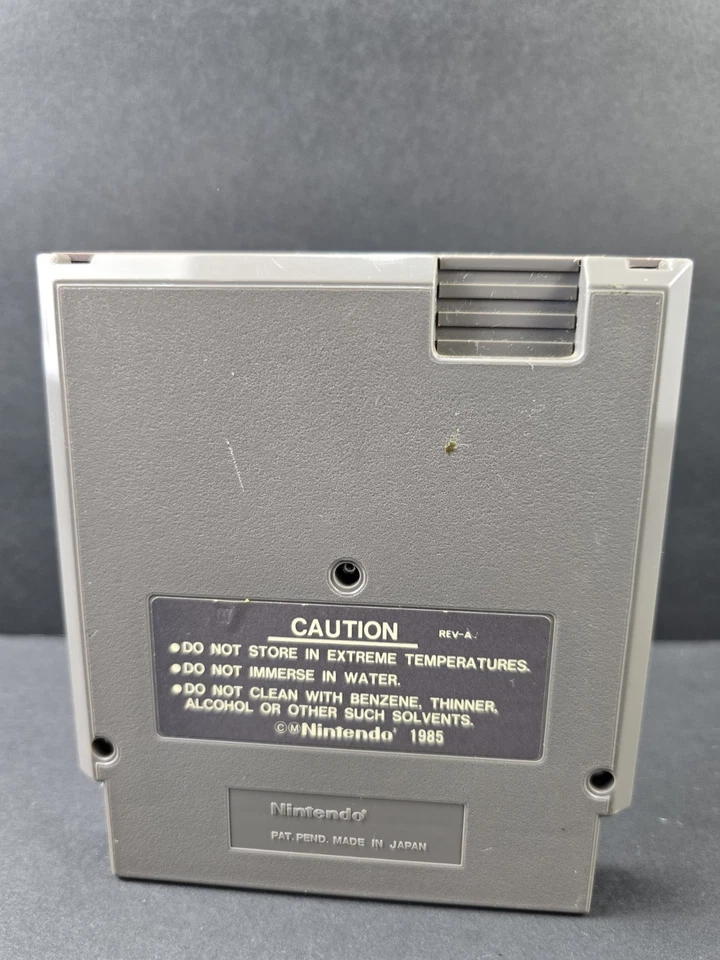 CAUTION REV-A
●DO NOT STORE IN EXTREME TEMPERATURES.
●DO NOT IMMERSE IN WATER.
●DO NOT CLEAN WITH BENZENE, THINNER,
ALCOHOL OR OTHER SUCH SOLVENTS.
©ⓂNintendo® 1985
Nintendo®
PAT. PEND. MADE IN JAPAN